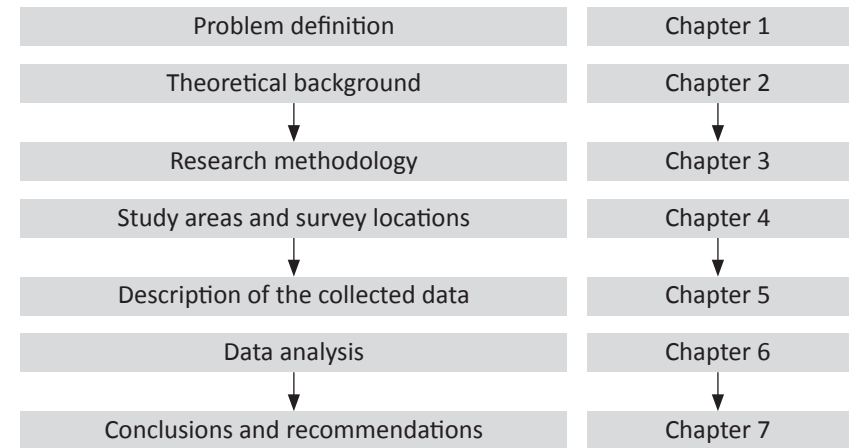 Problem definition Chapter 1
Theoretical background Chapter 2
Research methodology Chapter 3
Study areas and survey locations Chapter 4
Description of the collected data Chapter 5
Data analysis Chapter 6
Conclusions and recommendations Chapter 7